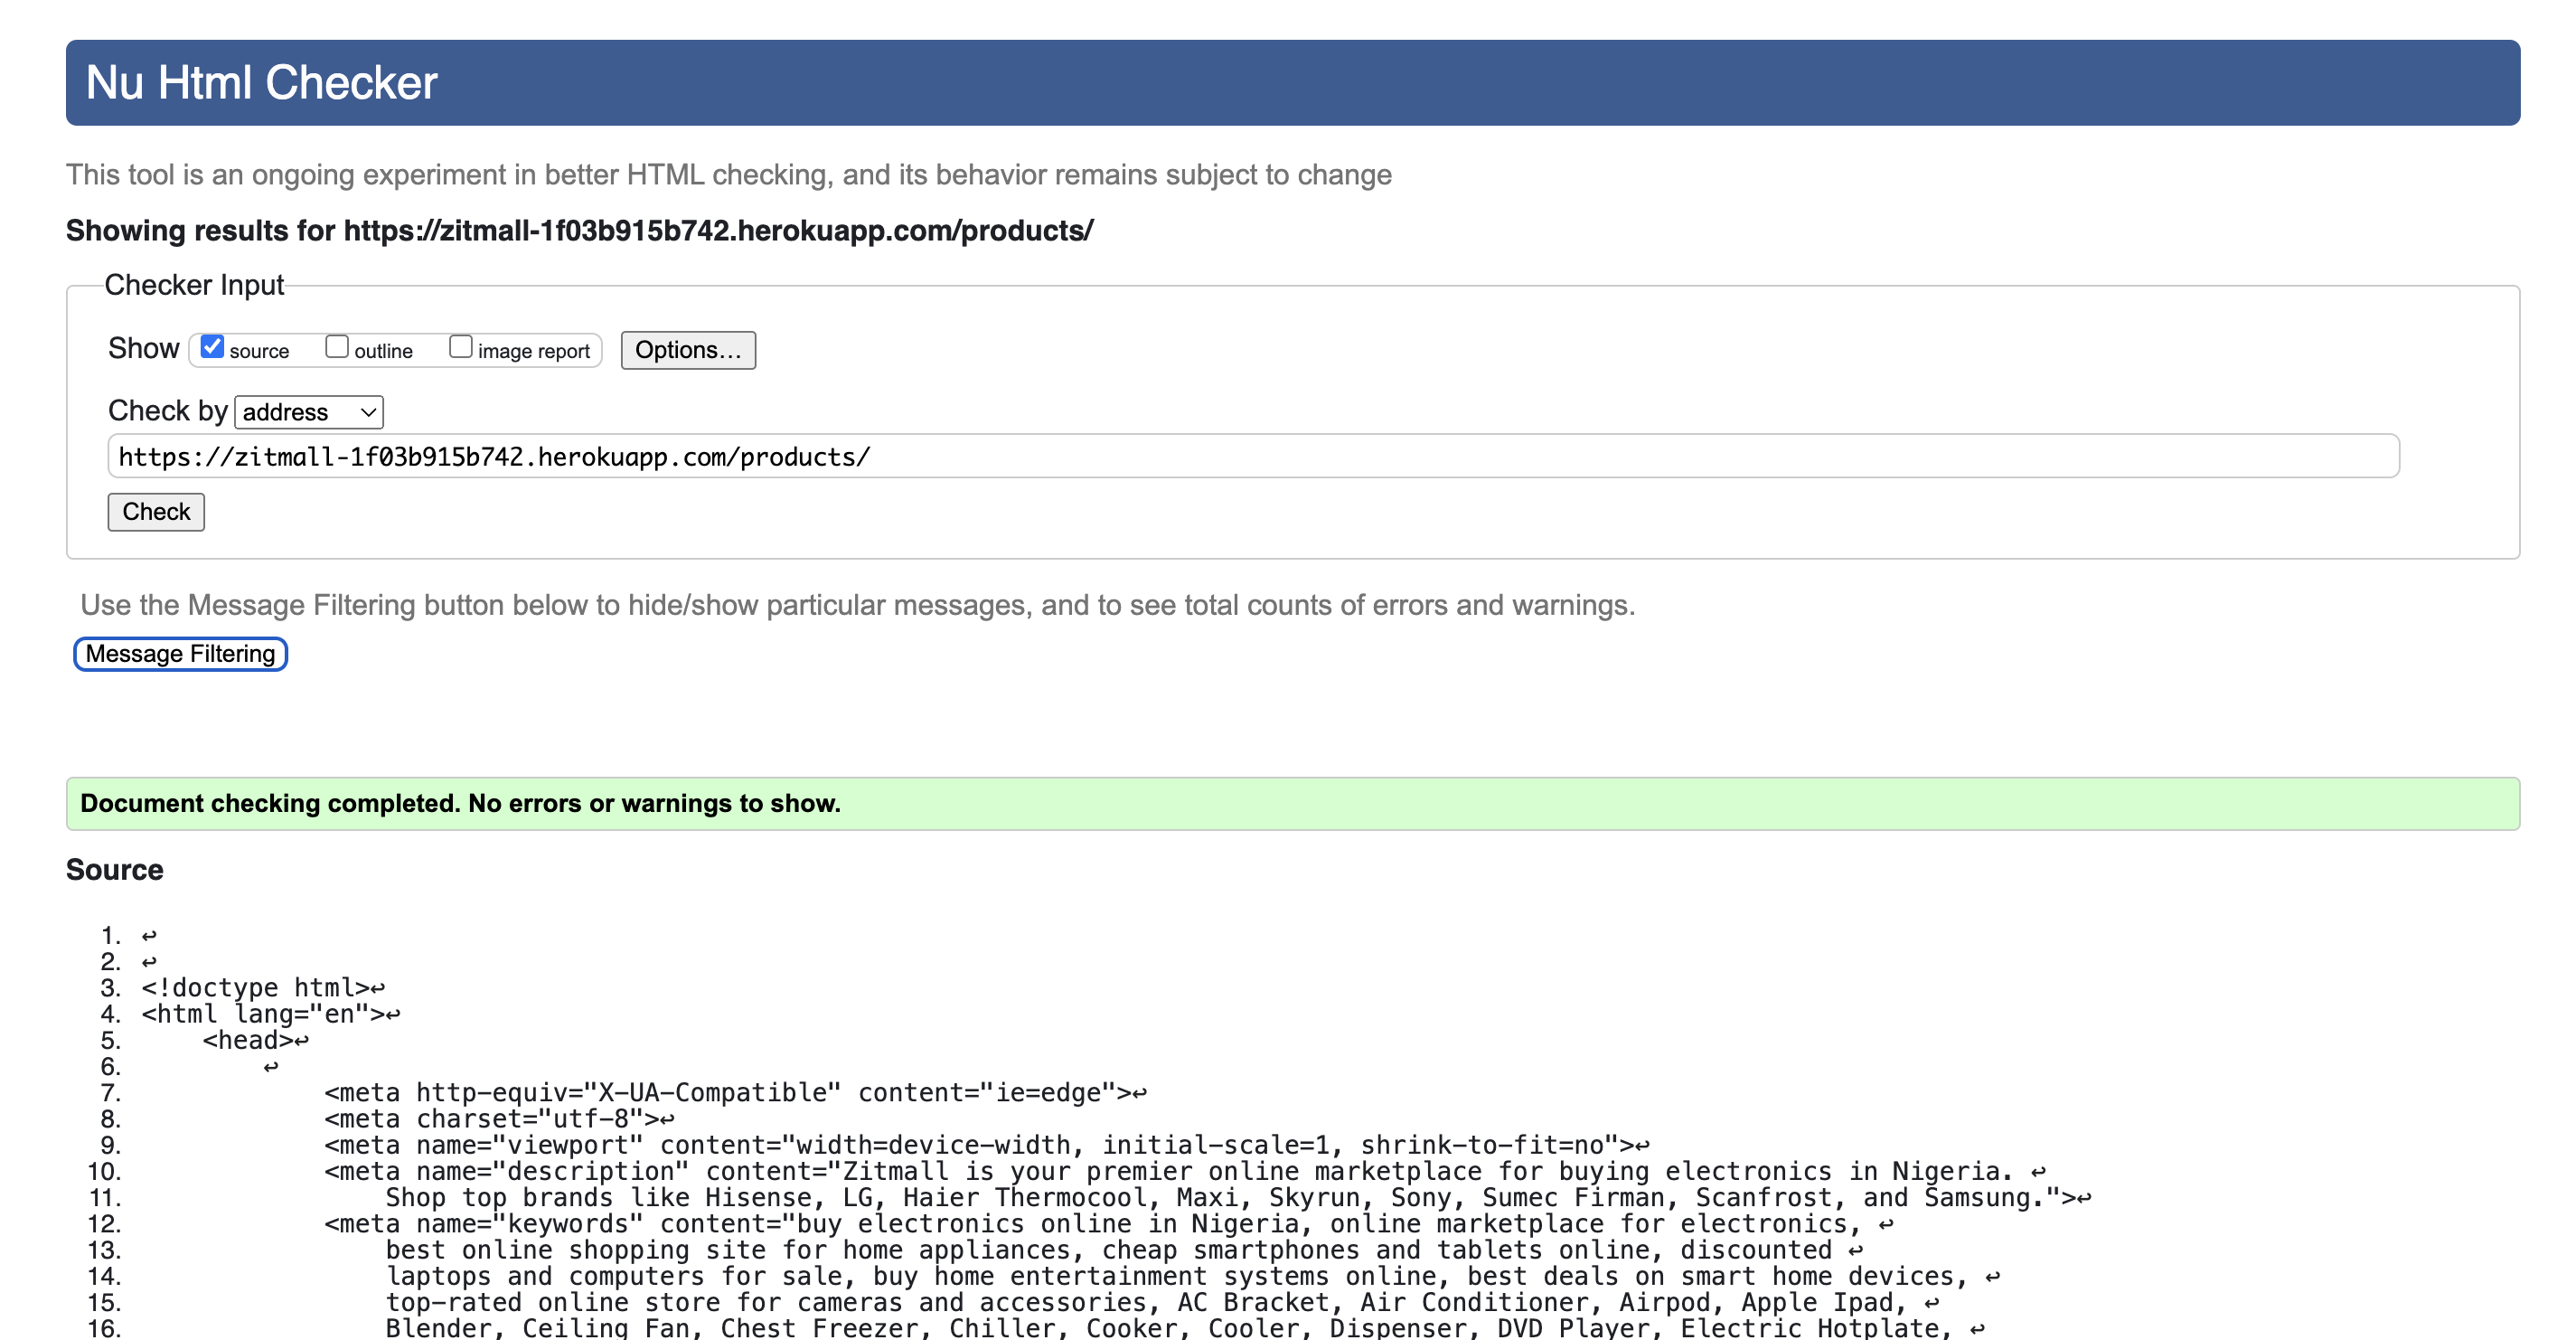 Nu Html Checker
This tool is an ongoing experiment in better HTML checking, and its behavior remains subject to change
Showing results for https://zitmall-1f03b915b742.herokuapp.com/products/
Checker Input
Show source outline image report Options...
Check by address
https://zitmall-1f03b915b742.herokuapp.com/products/
Check
Use the Message Filtering button below to hide/show particular messages, and to see total counts of errors and warnings.
Message Filtering
Document checking completed. No errors or warnings to show.
Source
1. ↩
2. ↩
3. <!doctype html>↩
4. <html lang="en">↩
5. <head>↩
6. ↩
7. <meta http-equiv="X-UA-Compatible" content="ie=edge">↩
8. <meta charset="utf-8">↩
9. <meta name="viewport" content="width=device-width, initial-scale=1, shrink-to-fit=no">↩
10. <meta name="description" content="Zitmall is your premier online marketplace for buying electronics in Nigeria. ↩
11. Shop top brands like Hisense, LG, Haier Thermocool, Maxi, Skyrun, Sony, Sumec Firman, Scanfrost, and Samsung.">↩
12. <meta name="keywords" content="buy electronics online in Nigeria, online marketplace for electronics, ↩
13. best online shopping site for home appliances, cheap smartphones and tablets online, discounted ↩
14. laptops and computers for sale, buy home entertainment systems online, best deals on smart home devices, ↩
15. top-rated online store for cameras and accessories, AC Bracket, Air Conditioner, Airpod, Apple Ipad, ↩
16. Blender, Ceiling Fan, Chest Freezer, Chiller, Cooker, Cooler, Dispenser, DVD Player, Electric Hotplate, ↩